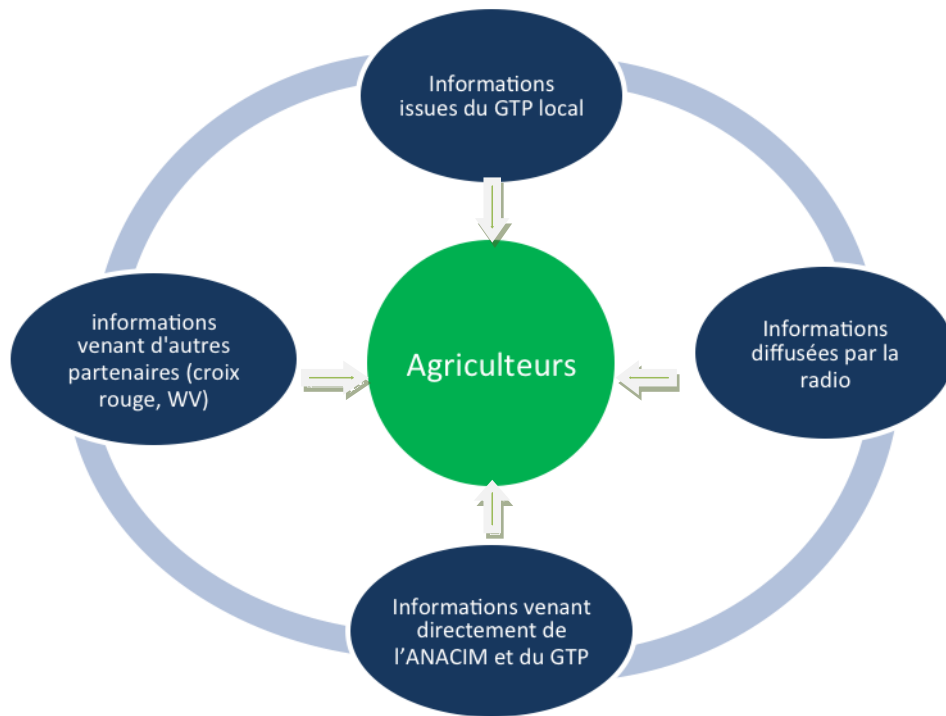 Informations
issues du GTP local
informations
venant d'autres
partenaires (croix
rouge, WV)
Agriculteurs
Informations
diffusées par la
radio
Informations venant
directement de
l'ANACIM et du GTP